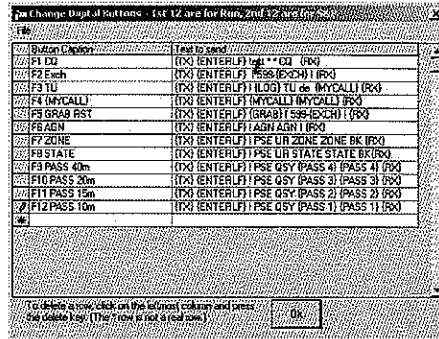 Change Digital Buttons - 1st 12 are for Run, 2nd 12 are for S&P
File
Button Caption Text to send
F1 CQ {TX} {ENTERLF} CQ {RX}
F2 Exch {TX} {ENTERLF} ! 599 {EXCH} ! {RX}
F3 TU {TX} {ENTERLF} ! {LOG} TU de {MYCALL} {RX}
F4 {MYCALL} {TX} {ENTERLF} {MYCALL} {MYCALL} {RX}
F5 GRAB RST {TX} {ENTERLF} {GRAB} ! 599-{EXCH} ! {RX}
F6 AGN {TX} {ENTERLF} ! AGN AGN ! {RX}
F7 ZONE {TX} {ENTERLF} ! PSE UR ZONE ZONE BK {RX}
F8 STATE {TX} {ENTERLF} ! PSE UR STATE STATE BK {RX}
F9 PASS 40m {TX} {ENTERLF} ! PSE QSY {PASS 4} {PASS 4} {RX}
F10 PASS 20m {TX} {ENTERLF} ! PSE QSY {PASS 3} {PASS 3} {RX}
F11 PASS 15m {TX} {ENTERLF} ! PSE QSY {PASS 2} {PASS 2} {RX}
F12 PASS 10m {TX} {ENTERLF} ! PSE QSY {PASS 1} {PASS 1} {RX}
To delete a row, click on the leftmost column and press
the delete key. (The * row is not a real row.)
Ok